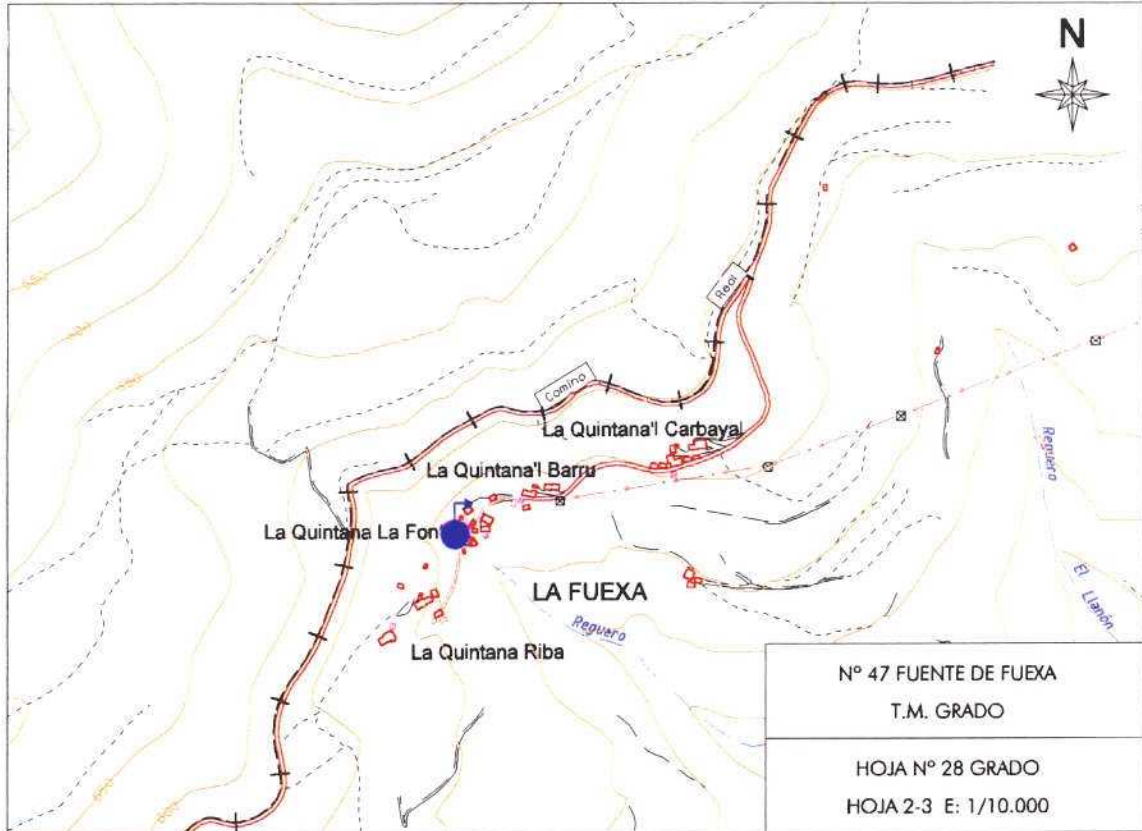 N
Real
Comino
La Quintana'l Carbayal
La Quintana'l Barru
La Quintana La Fon
LA FUEXA
La Quintana Riba
Reguero
Reguero
El Llanón
Nº 47 FUENTE DE FUEXA
T.M. GRADO
HOJA Nº 28 GRADO
HOJA 2-3 E: 1/10.000